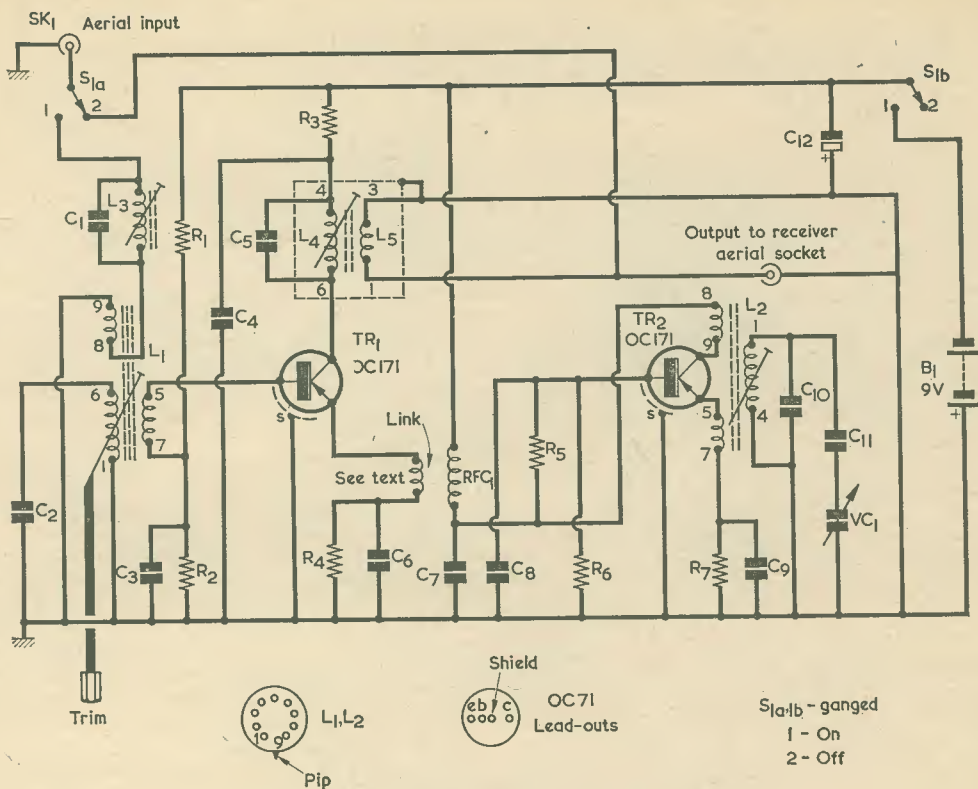 SK1
Aerial input
S1a
1
2
S1b
1
2
R3
C12
+
C1
L3
R1
C5
4
3
L4
L5
6
Output to receiver
aerial socket
9
8
L1
C4
TR1
OC171
s
6
5
7
1
TR2
OC171
s
8
9
L2
1
5
4
7
C10
C11
B1
9V
+
Link
See text
RFC1
R5
VC1
C2
C3
R2
R4
C6
C7
C8
R6
R7
C9
Trim
1
9
L1,L2
Pip
Shield
e b c
OC71
Lead-outs
S1a,1b - ganged
1 - On
2 - Off